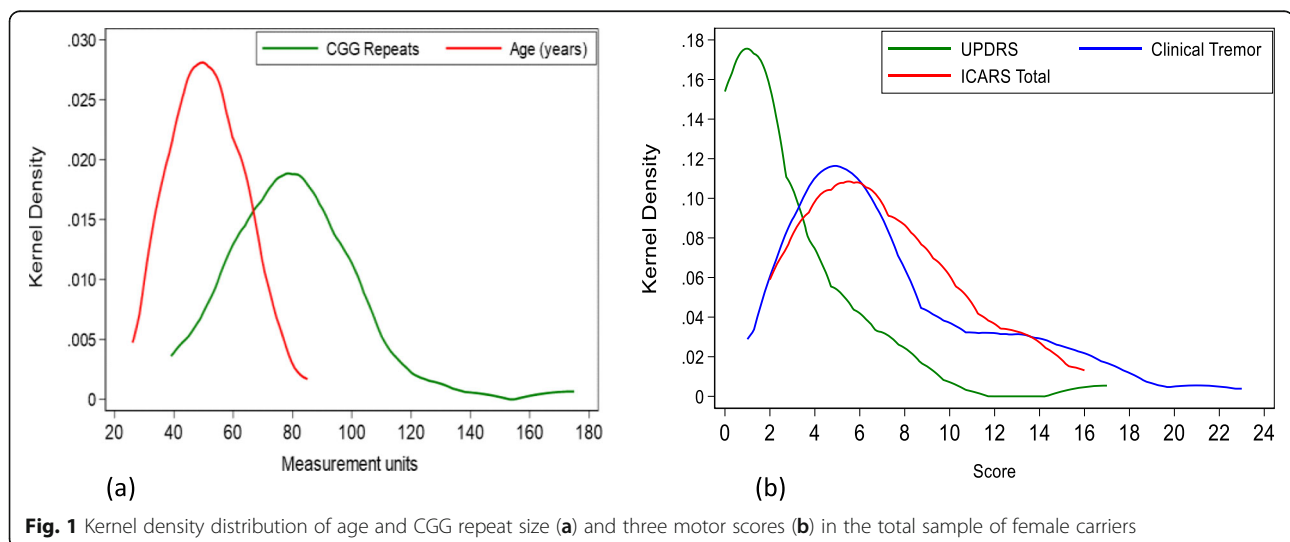 .030
.025
.020
.015
.010
.005
0
Kernel Density
CGG Repeats Age (years)
20 40 60 80 100 120 140 160 180
Measurement units
(a)
.18
.16
.14
.12
.10
.08
.06
.04
.02
0
Kernel Density
UPDRS Clinical Tremor
ICARS Total
0 2 4 6 8 10 12 14 16 18 20 22 24
Score
(b)
Fig. 1 Kernel density distribution of age and CGG repeat size (a) and three motor scores (b) in the total sample of female carriers